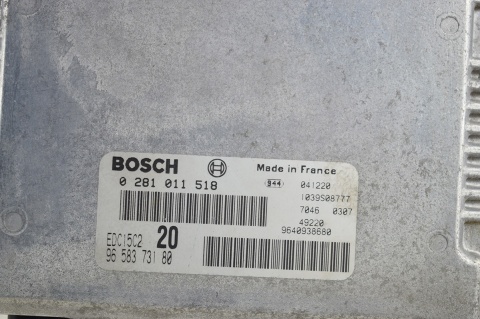 BOSCH Made in France
0 281 011 518 544 041220
1039S08777
7046 0307
49220
9640938680
EDC15C2 20
96 583 731 80